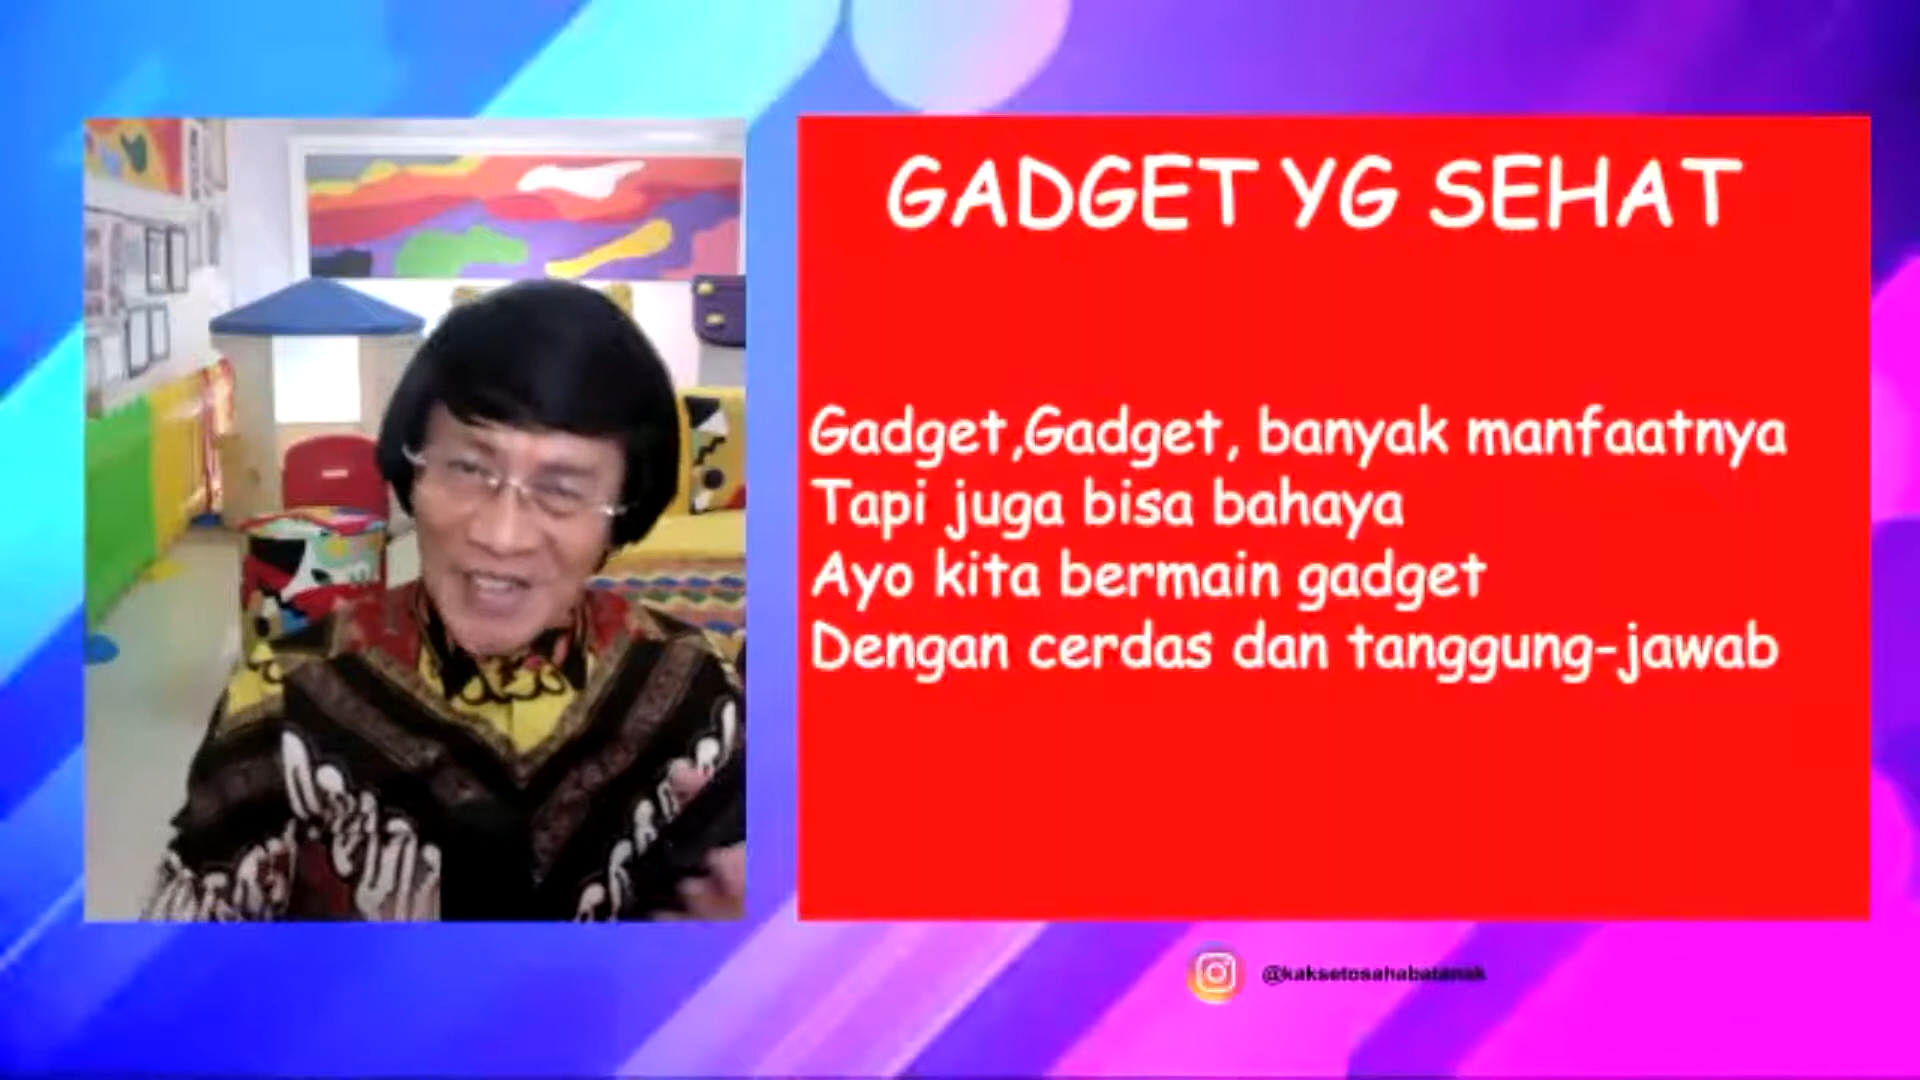 GADGET YG SEHAT
Gadget,Gadget, banyak manfaatnya
Tapi juga bisa bahaya
Ayo kita bermain gadget
Dengan cerdas dan tanggung-jawab
@kaksetosahabatanak